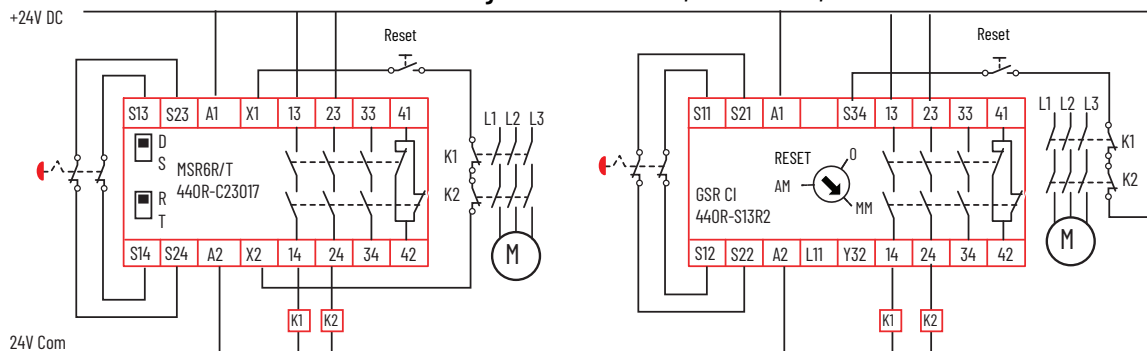 +24V DC
Reset
S13 S23 A1 X1 13 23 33 41
D
S
MSR6R/T
440R-C23017
R
T
S14 S24 A2 X2 14 24 34 42
L1 L2 L3
K1
K2
M
K1 K2
24V Com
Reset
S11 S21 A1 S34 13 23 33 41
RESET
0
AM
MM
GSR CI
440R-S13R2
S12 S22 A2 L11 Y32 14 24 34 42
L1 L2 L3
K1
K2
M
K1 K2